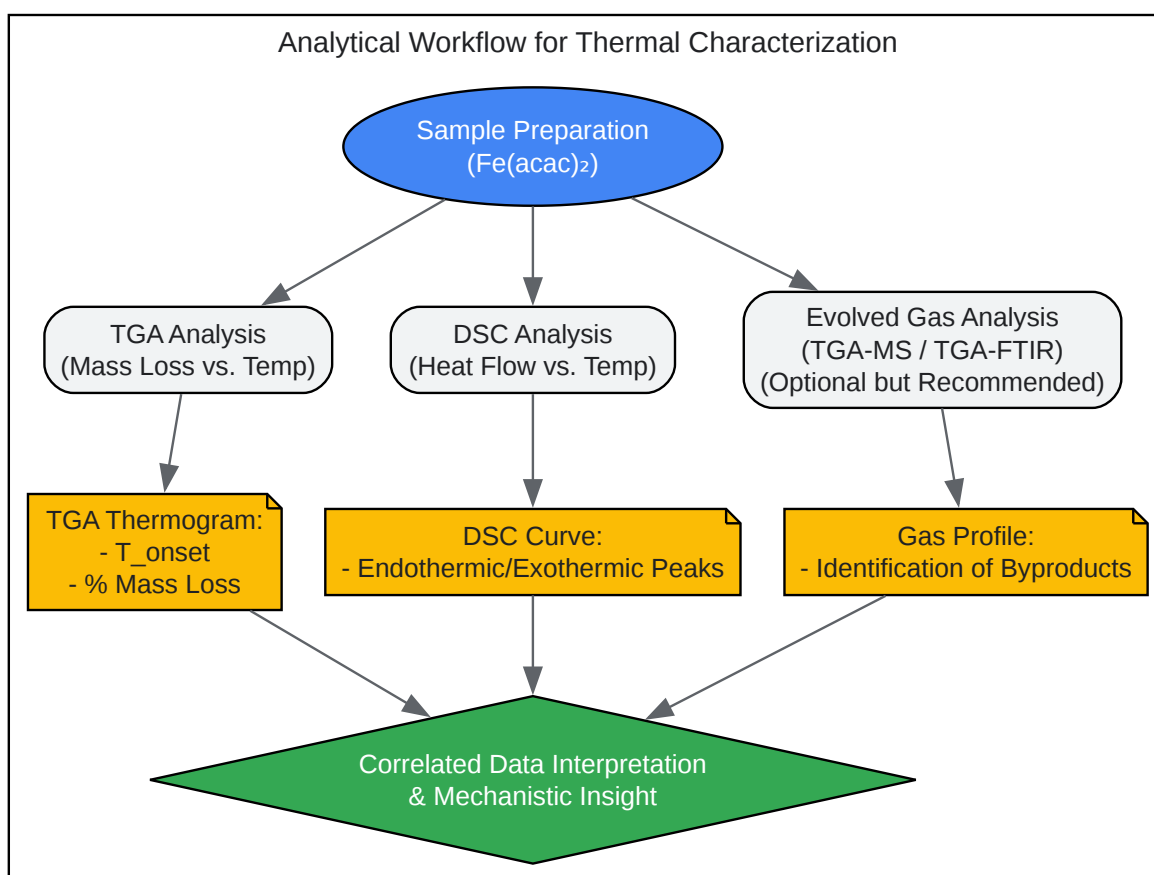 Analytical Workflow for Thermal Characterization
Sample Preparation
(Fe(acac)₂)
TGA Analysis
(Mass Loss vs. Temp)
DSC Analysis
(Heat Flow vs. Temp)
Evolved Gas Analysis
(TGA-MS / TGA-FTIR)
(Optional but Recommended)
TGA Thermogram:
- T_onset
- % Mass Loss
DSC Curve:
- Endothermic/Exothermic Peaks
Gas Profile:
- Identification of Byproducts
Correlated Data Interpretation
& Mechanistic Insight